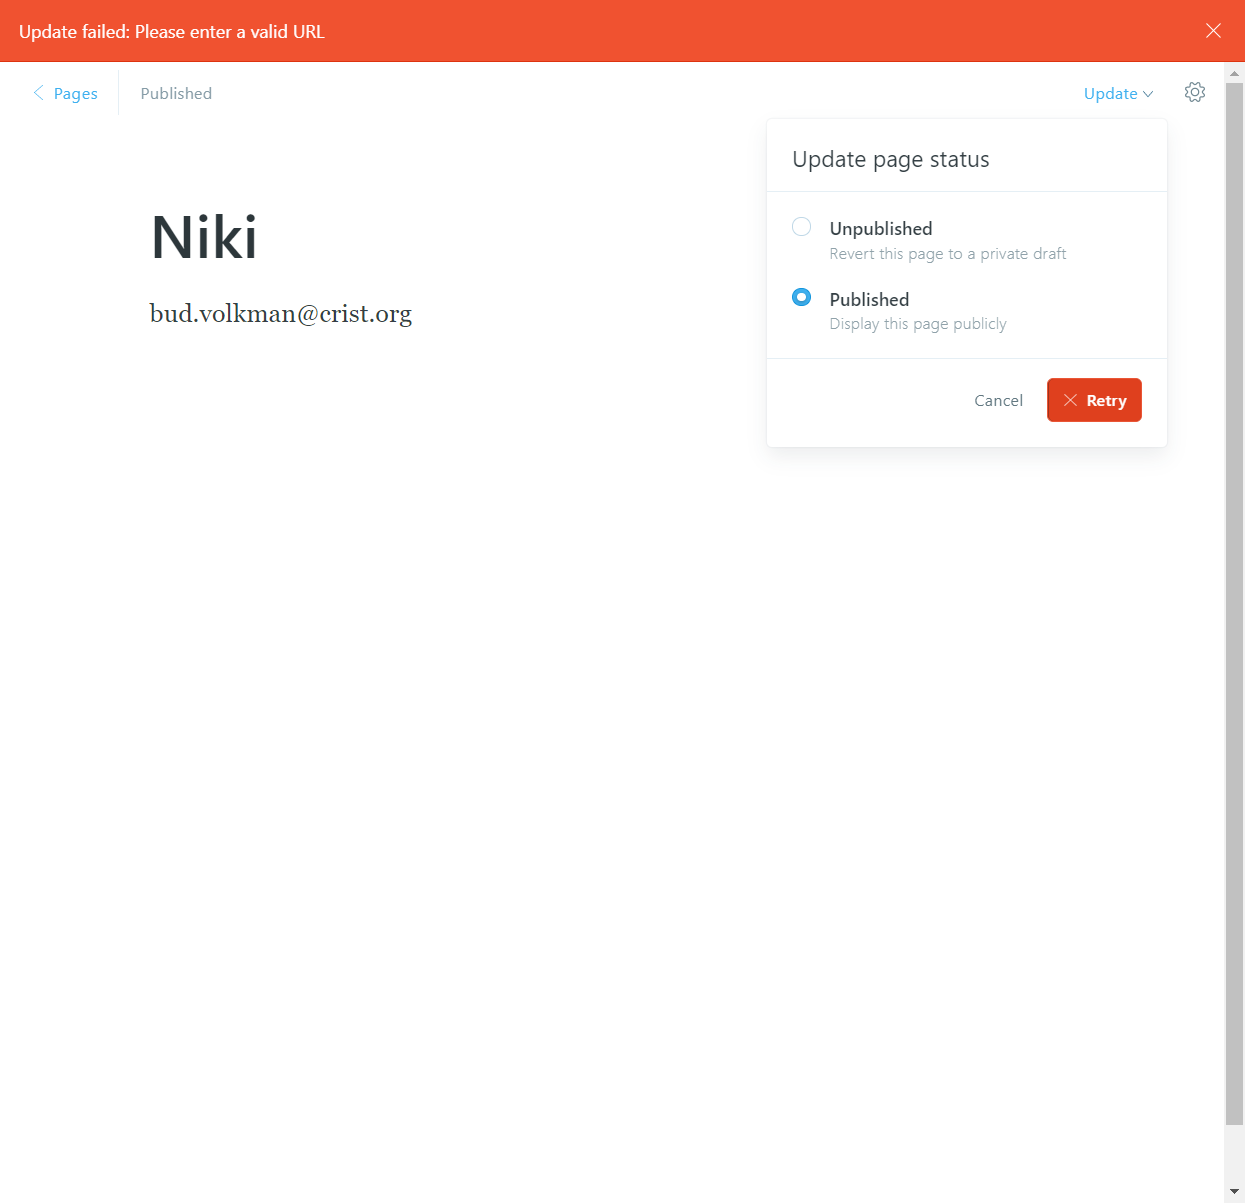 Update failed: Please enter a valid URL
Pages
Published
Update
Update page status
Niki
Unpublished
Revert this page to a private draft
Published
Display this page publicly
bud.volkman@crist.org
Cancel
Retry